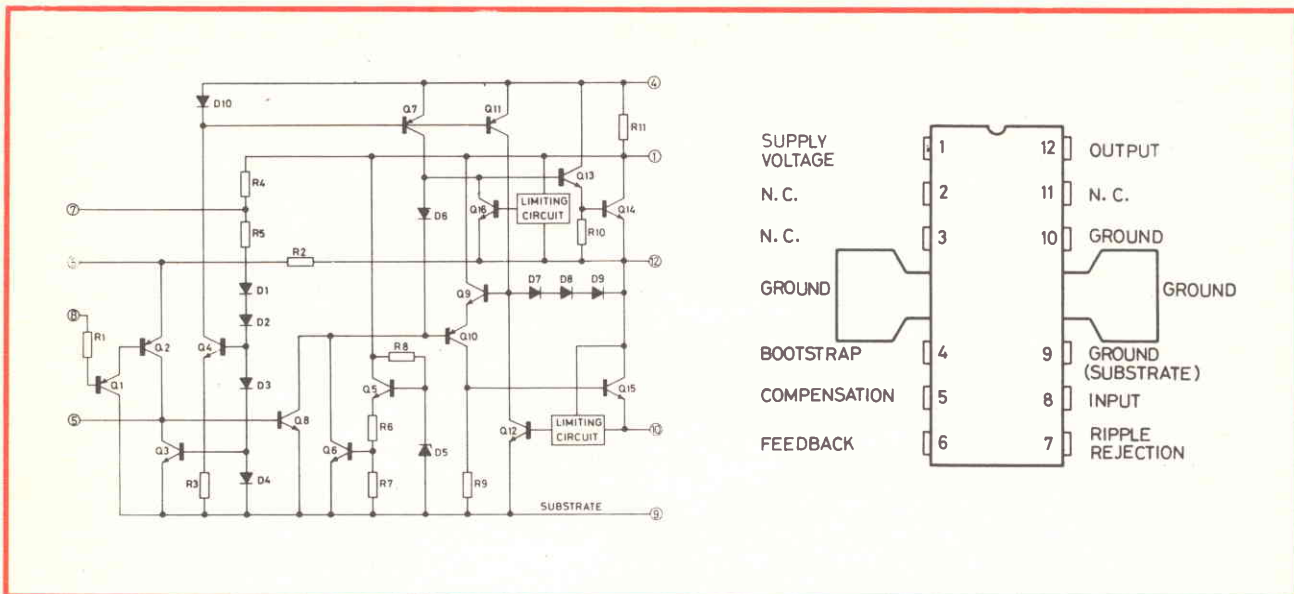 D10
Q7
Q11
④
R11
①
R4
Q13
⑦
D6
Q16
LIMITING
CIRCUIT
Q14
R5
R10
R2
⑫
D1
D7 D8 D9
Q9
⑧
D2
R1
Q2
Q4
Q10
R8
Q1
D3
Q5
Q15
⑤
Q8
R6
Q12
LIMITING
CIRCUIT
⑩
Q3
Q6
D5
R3
D4
R7
R9
SUBSTRATE
⑨
SUPPLY
VOLTAGE
1
12
OUTPUT
N.C.
2
11
N.C.
N.C.
3
10
GROUND
GROUND
GROUND
BOOTSTRAP
4
9
GROUND
(SUBSTRATE)
COMPENSATION
5
8
INPUT
FEEDBACK
6
7
RIPPLE
REJECTION